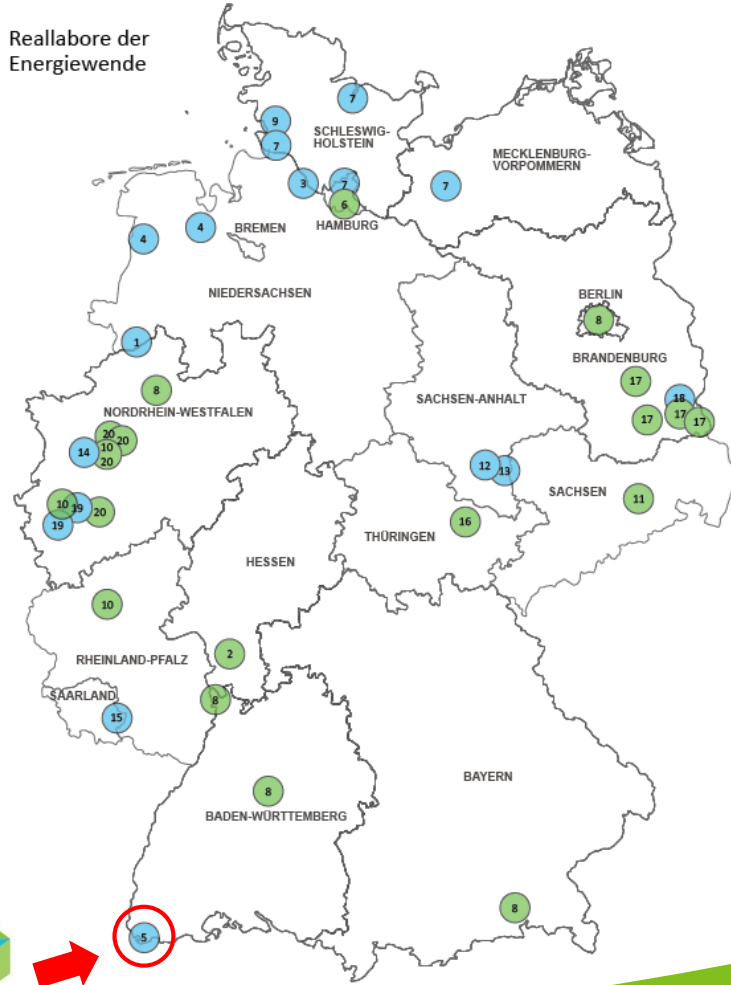 Reallabore der
Energiewende
7
9
SCHLESWIG-
HOLSTEIN
7
MECKLENBURG-
VORPOMMERN
3
7
7
6
HAMBURG
4
4
BREMEN
NIEDERSACHSEN
BERLIN
8
1
BRANDENBURG
17
8
NORDRHEIN-WESTFALEN
SACHSEN-ANHALT
18
17
17
17
20
20
10
14
20
12
13
SACHSEN
11
10
19
20
19
16
THÜRINGEN
HESSEN
10
RHEINLAND-PFALZ
2
SAARLAND
8
15
BAYERN
8
BADEN-WÜRTTEMBERG
8
5